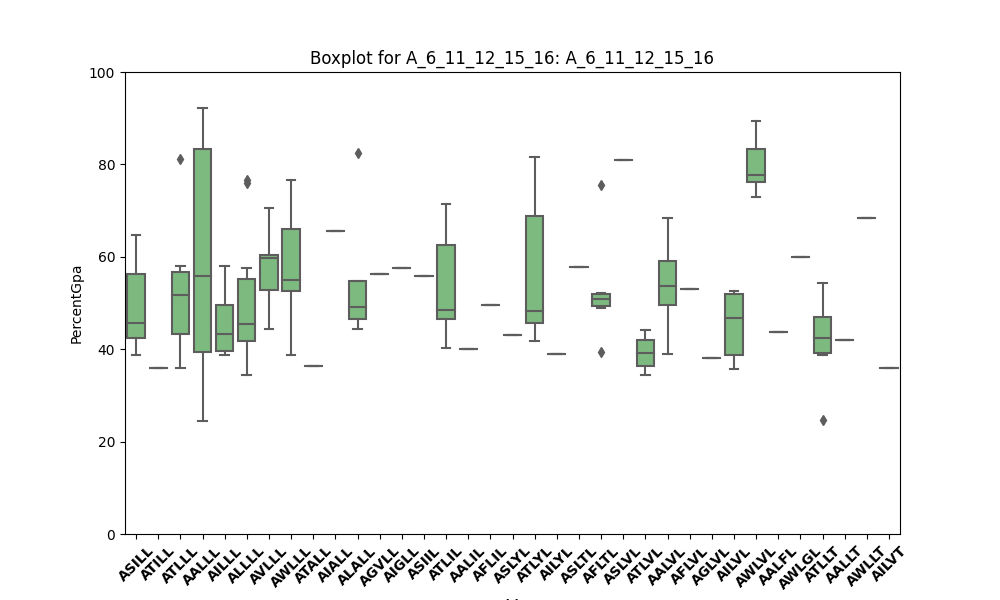 Boxplot for A_6_11_12_15_16: A_6_11_12_15_16
PercentGpa
100
80
60
40
20
0
ASILL
ATILL
ATLLL
AALLL
AILLL
ALLLL
AVLLL
AWLLL
ATALL
AIALL
ALALL
AGVLL
AIGLL
ASIIL
ATLIL
AALIL
AFLIL
ASLYL
ATLYL
AILYL
ASLTL
AFLTL
ASLVL
ATLVL
AALVL
AFLVL
AGLVL
AILVL
AWLVL
AALFL
AWLGL
ATLLT
AALLT
AWLLT
AILVT